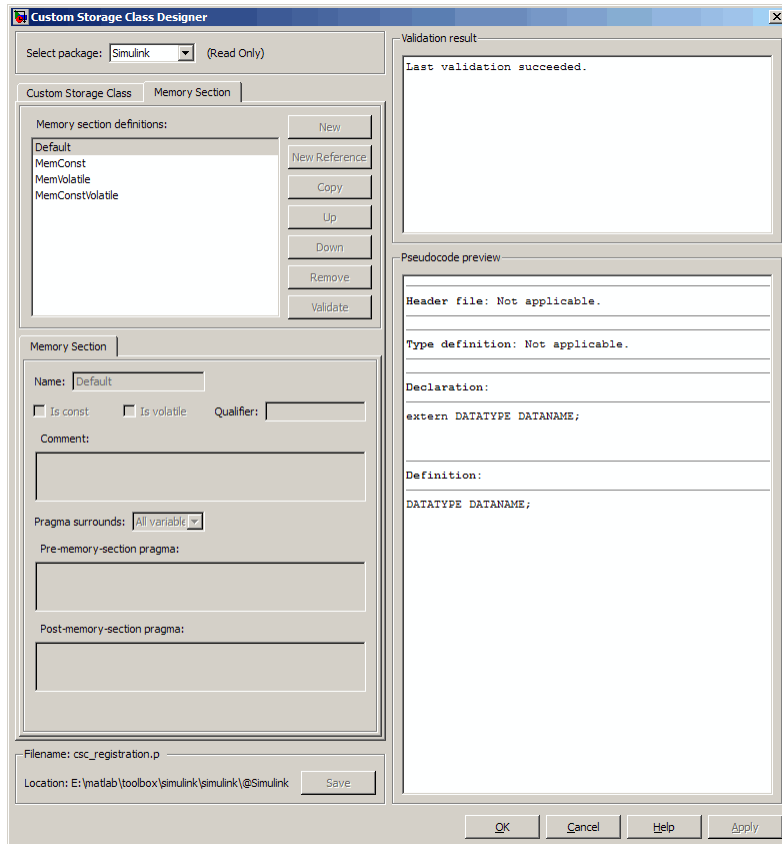 Custom Storage Class Designer
Select package: Simulink (Read Only)
Custom Storage Class Memory Section
Memory section definitions:
Default
MemConst
MemVolatile
MemConstVolatile
New
New Reference
Copy
Up
Down
Remove
Validate
Memory Section
Name: Default
Is const Is volatile Qualifier:
Comment:
Pragma surrounds: All variable
Pre-memory-section pragma:
Post-memory-section pragma:
Filename: csc_registration.p
Location: E:\matlab\toolbox\simulink\simulink\@Simulink Save
Validation result
Last validation succeeded.
Pseudocode preview
Header file: Not applicable.
Type definition: Not applicable.
Declaration:
extern DATATYPE DATANAME;
Definition:
DATATYPE DATANAME;
OK Cancel Help Apply